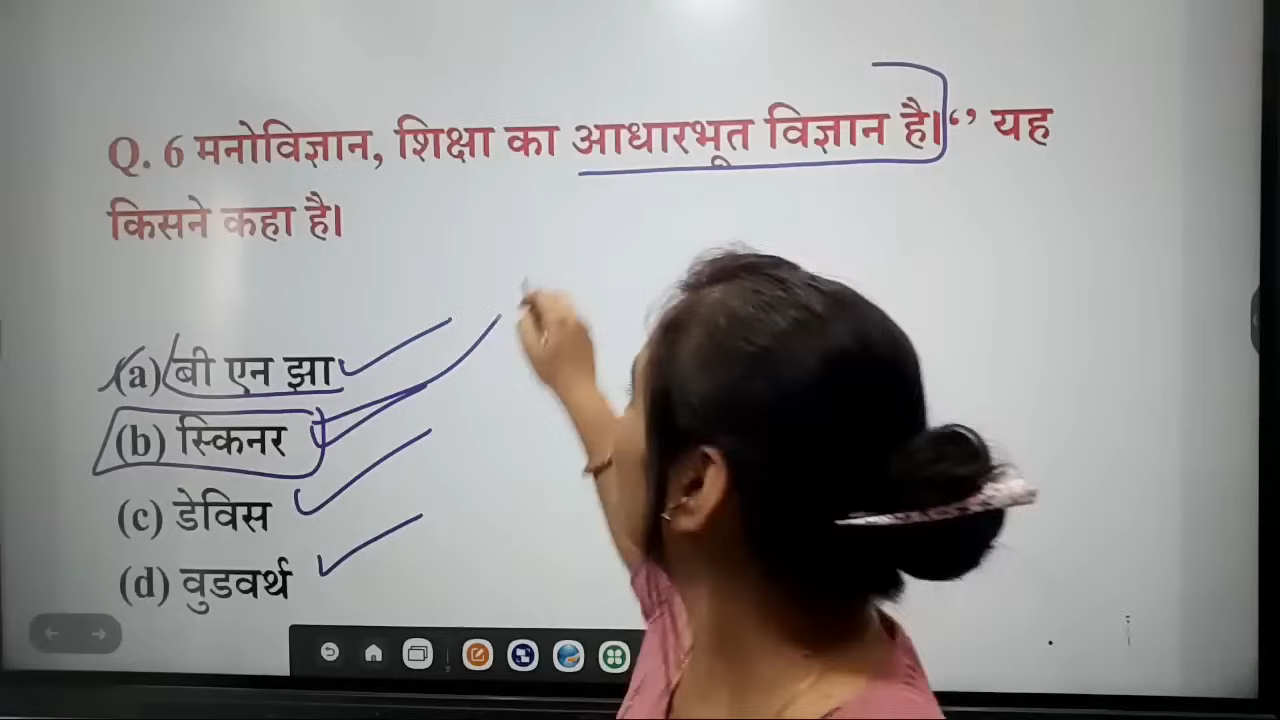 Q. 6 मनोविज्ञान, शिक्षा का आधारभूत विज्ञान है।‘’ यह
किसने कहा है।
(a) बी एन झा
(b) स्किनर
(c) डेविस
(d) वुडवर्थ